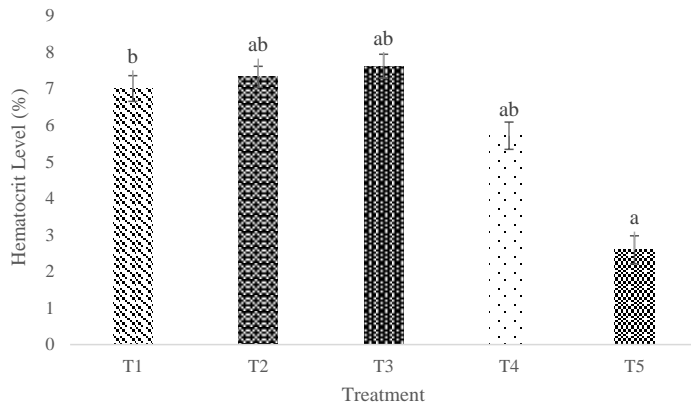 9
8
7
6
5
4
3
2
1
0
Hematocrit Level (%)
b
ab
ab
ab
a
T1 T2 T3 T4 T5
Treatment